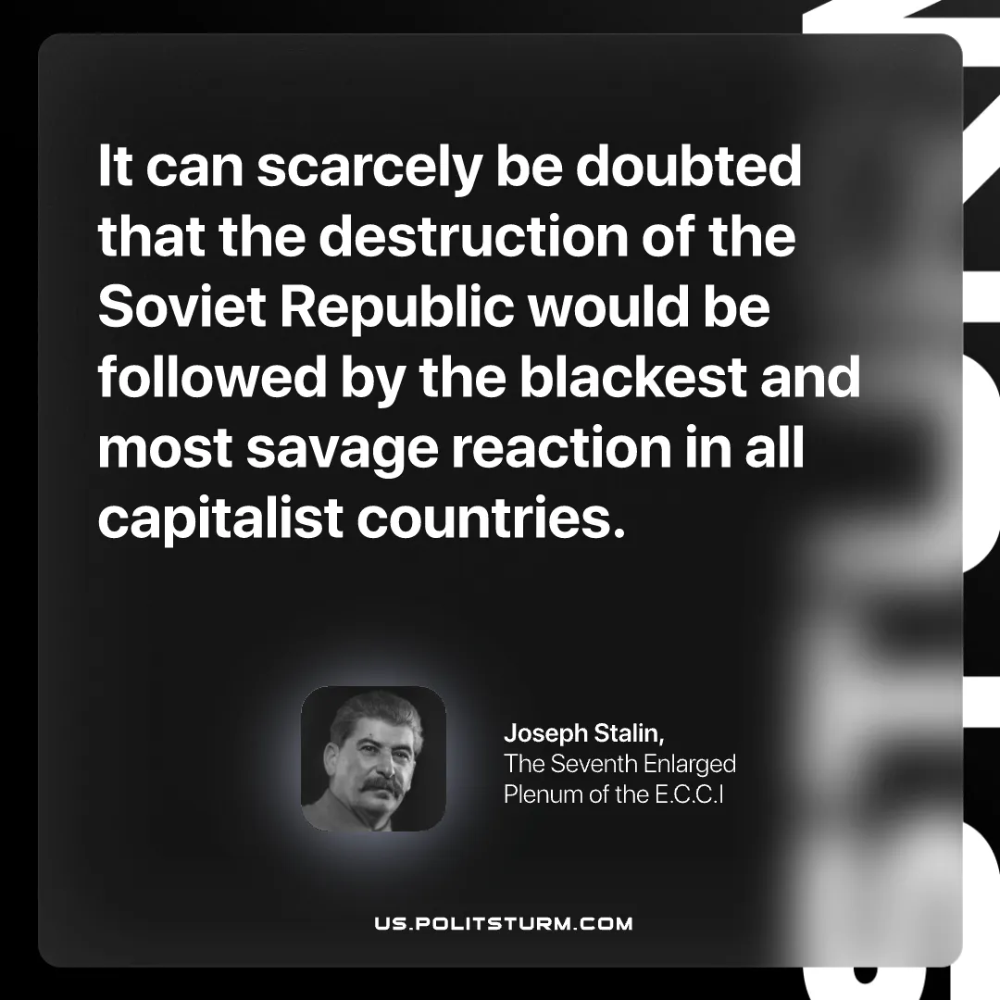 It can scarcely be doubted
that the destruction of the
Soviet Republic would be
followed by the blackest and
most savage reaction in all
capitalist countries.
Joseph Stalin,
The Seventh Enlarged
Plenum of the E.C.C.I
US.POLITSTURM.COM